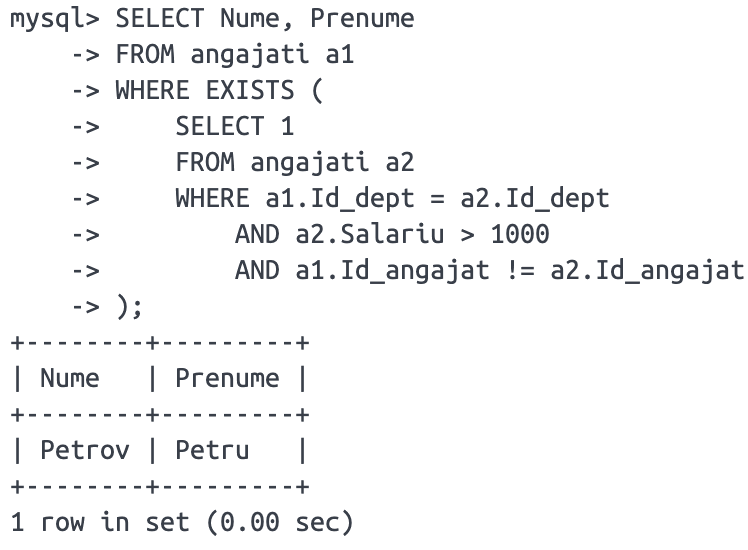 mysql> SELECT Nume, Prenume
    -> FROM angajati a1
    -> WHERE EXISTS (
    ->     SELECT 1
    ->     FROM angajati a2
    ->     WHERE a1.Id_dept = a2.Id_dept
    ->         AND a2.Salariu > 1000
    ->         AND a1.Id_angajat != a2.Id_angajat
    -> );
+--------+---------+
| Nume   | Prenume |
+--------+---------+
| Petrov | Petru   |
+--------+---------+
1 row in set (0.00 sec)